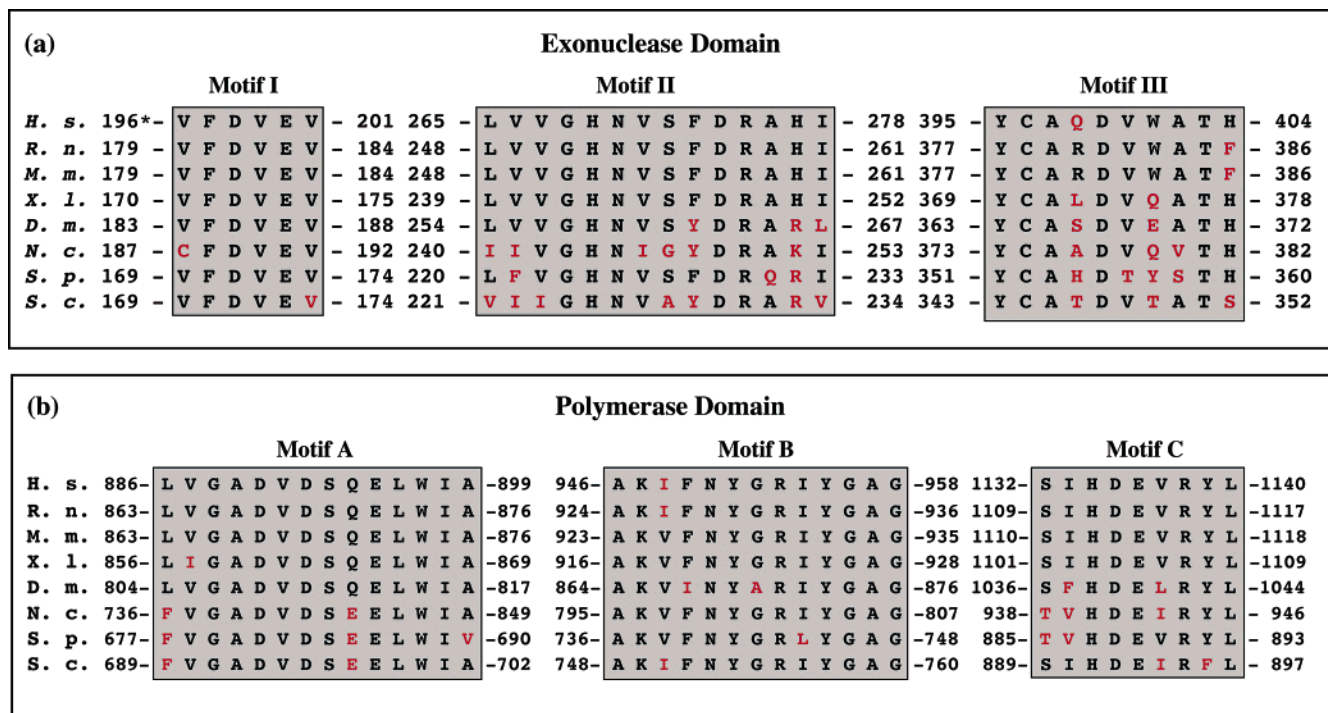 (a) Exonuclease Domain
Motif I Motif II Motif III
H. s. 196*- V F D V E V - 201 265 - L V V G H N V S F D R A H I - 278 395 - Y C A Q D V W A T H - 404
R. n. 179 - V F D V E V - 184 248 - L V V G H N V S F D R A H I - 261 377 - Y C A R D V W A T F - 386
M. m. 179 - V F D V E V - 184 248 - L V V G H N V S F D R A H I - 261 377 - Y C A R D V W A T F - 386
X. l. 170 - V F D V E V - 175 239 - L V V G H N V S F D R A H I - 252 369 - Y C A L D V Q A T H - 378
D. m. 183 - V F D V E V - 188 254 - L V V G H N V S Y D R A R L - 267 363 - Y C A S D V E A T H - 372
N. c. 187 - C F D V E V - 192 240 - I I V G H N I G Y D R A K I - 253 373 - Y C A A D V Q V T H - 382
S. p. 169 - V F D V E V - 174 220 - L F V G H N V S F D R Q R I - 233 351 - Y C A H D T Y S T H - 360
S. c. 169 - V F D V E V - 174 221 - V I I G H N V A Y D R A R V - 234 343 - Y C A T D V T A T S - 352
(b) Polymerase Domain
Motif A Motif B Motif C
H. s. 886- L V G A D V D S Q E L W I A -899 946- A K I F N Y G R I Y G A G -958 1132- S I H D E V R Y L -1140
R. n. 863- L V G A D V D S Q E L W I A -876 924- A K I F N Y G R I Y G A G -936 1109- S I H D E V R Y L -1117
M. m. 863- L V G A D V D S Q E L W I A -876 923- A K V F N Y G R I Y G A G -935 1110- S I H D E V R Y L -1118
X. l. 856- L I G A D V D S Q E L W I A -869 916- A K V F N Y G R I Y G A G -928 1101- S I H D E V R Y L -1109
D. m. 804- L V G A D V D S Q E L W I A -817 864- A K V I N Y A R I Y G A G -876 1036- S F H D E L R Y L -1044
N. c. 736- F V G A D V D S E E L W I A -849 795- A K V F N Y G R I Y G A G -807 938- T V H D E I R Y L - 946
S. p. 677- F V G A D V D S E E L W I V -690 736- A K V F N Y G R L Y G A G -748 885- T V H D E V R Y L - 893
S. c. 689- F V G A D V D S E E L W I A -702 748- A K I F N Y G R I Y G A G -760 889- S I H D E I R F L - 897